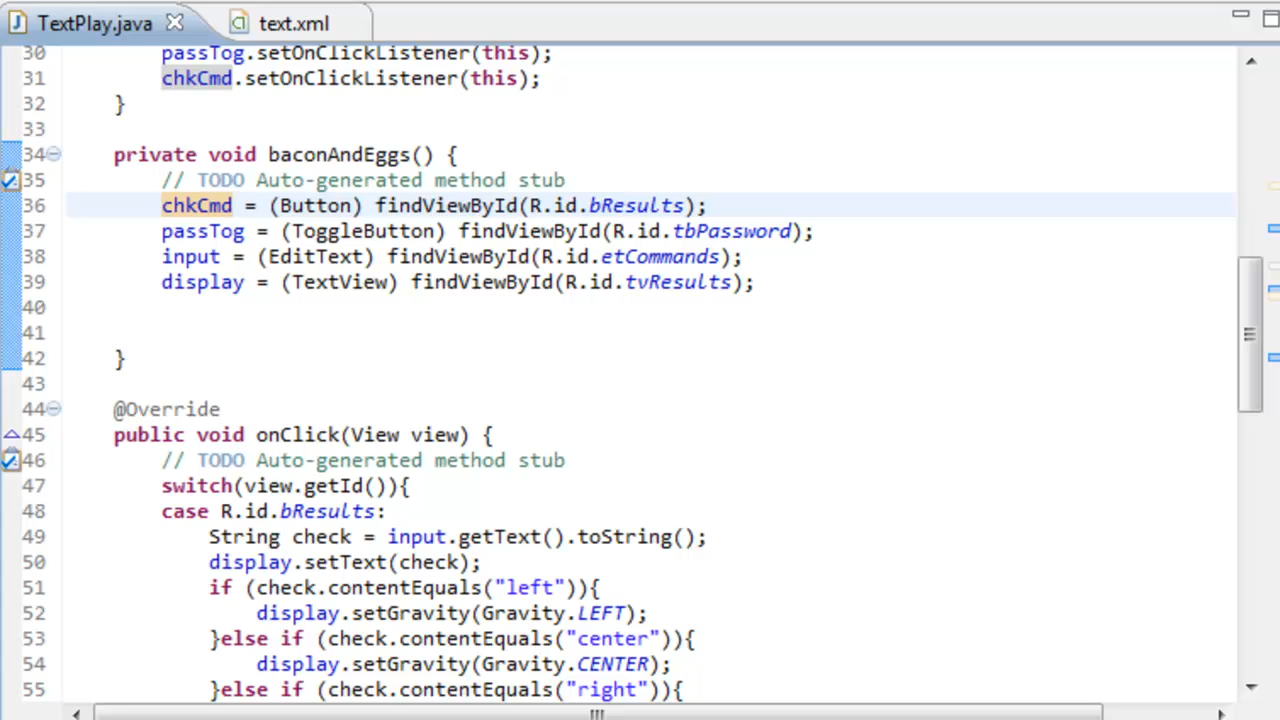 TextPlay.java text.xml
30 passTog.setOnClickListener(this);
31 chkCmd.setOnClickListener(this);
32 }
33
34 private void baconAndEggs() {
35 // TODO Auto-generated method stub
36 chkCmd = (Button) findViewById(R.id.bResults);
37 passTog = (ToggleButton) findViewById(R.id.tbPassword);
38 input = (EditText) findViewById(R.id.etCommands);
39 display = (TextView) findViewById(R.id.tvResults);
40
41
42 }
43
44 @Override
45 public void onClick(View view) {
46 // TODO Auto-generated method stub
47 switch(view.getId()){
48 case R.id.bResults:
49 String check = input.getText().toString();
50 display.setText(check);
51 if (check.contentEquals("left")){
52 display.setGravity(Gravity.LEFT);
53 }else if (check.contentEquals("center")){
54 display.setGravity(Gravity.CENTER);
55 }else if (check.contentEquals("right")){